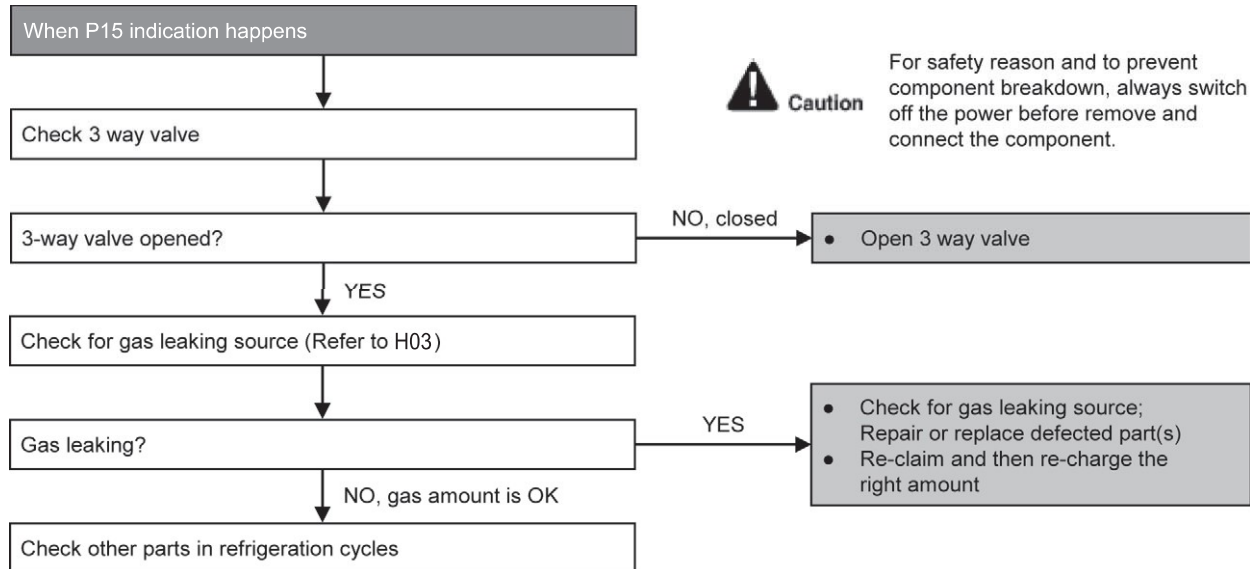 When P15 indication happens
Caution
For safety reason and to prevent
component breakdown, always switch
off the power before remove and
connect the component.
Check 3 way valve
3-way valve opened?
NO, closed
● Open 3 way valve
YES
Check for gas leaking source (Refer to H03)
Gas leaking?
YES
● Check for gas leaking source;
Repair or replace defected part(s)
● Re-claim and then re-charge the
right amount
NO, gas amount is OK
Check other parts in refrigeration cycles